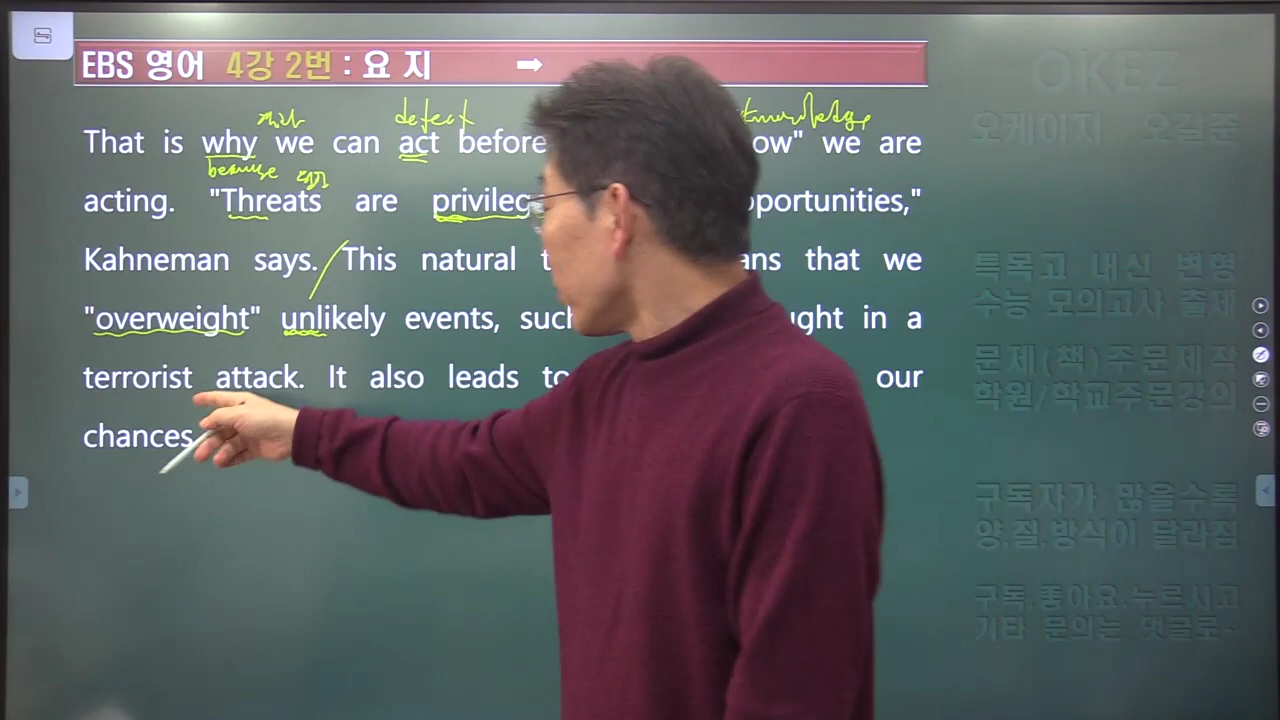 EBS 영어 4강 2번 : 요 지 ➡
OKEZ
오케이지 오길준
defect
That is why we can act before ow" we are
because
acting. "Threats are privileg pportunities,"
Kahneman says. This natural t ans that we
"overweight" unlikely events, such ught in a
terrorist attack. It also leads to our
chances
특목고 내신 변형
수능 모의고사 출제
문제(책)주문제작
학원/학교주문강의
구독자가 많을수록
양,질,방식이 달라짐
구독,좋아요,누르시고
기타 문의는 댓글로~